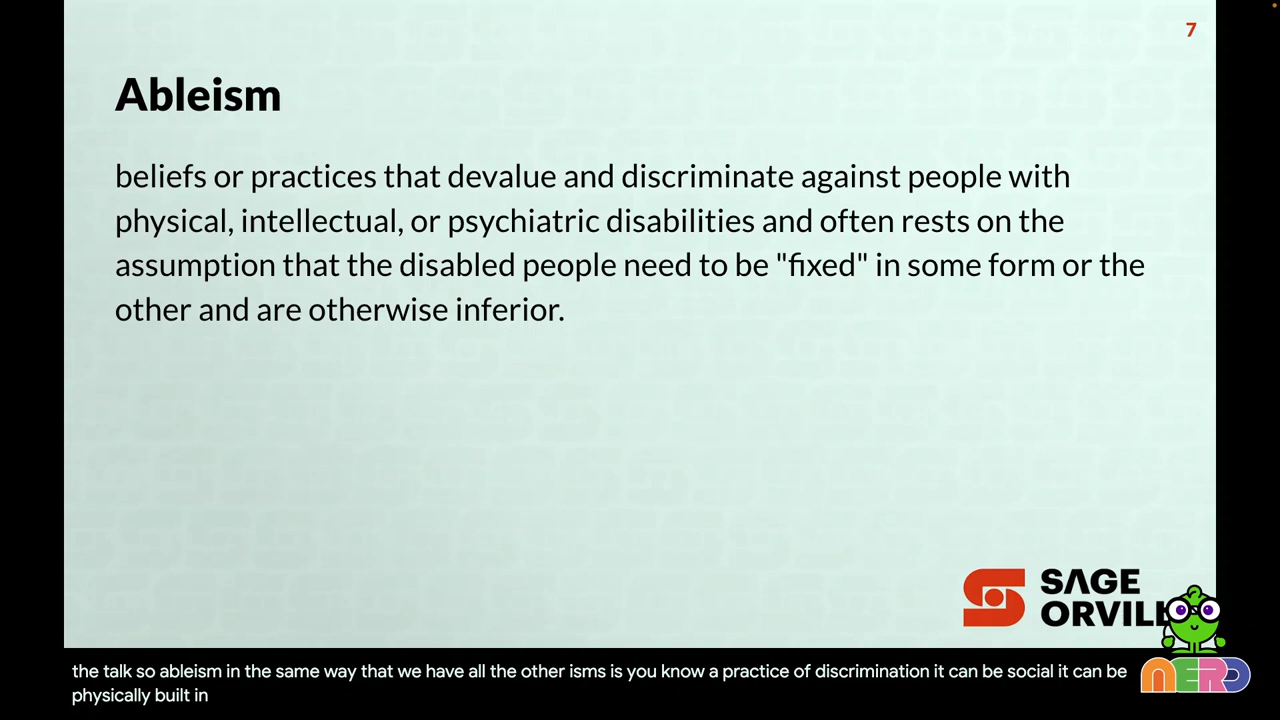 7
Ableism
beliefs or practices that devalue and discriminate against people with
physical, intellectual, or psychiatric disabilities and often rests on the
assumption that the disabled people need to be "fixed" in some form or the
other and are otherwise inferior.
SAGE
ORVILL
NERD
the talk so ableism in the same way that we have all the other isms is you know a practice of discrimination it can be social it can be
physically built in